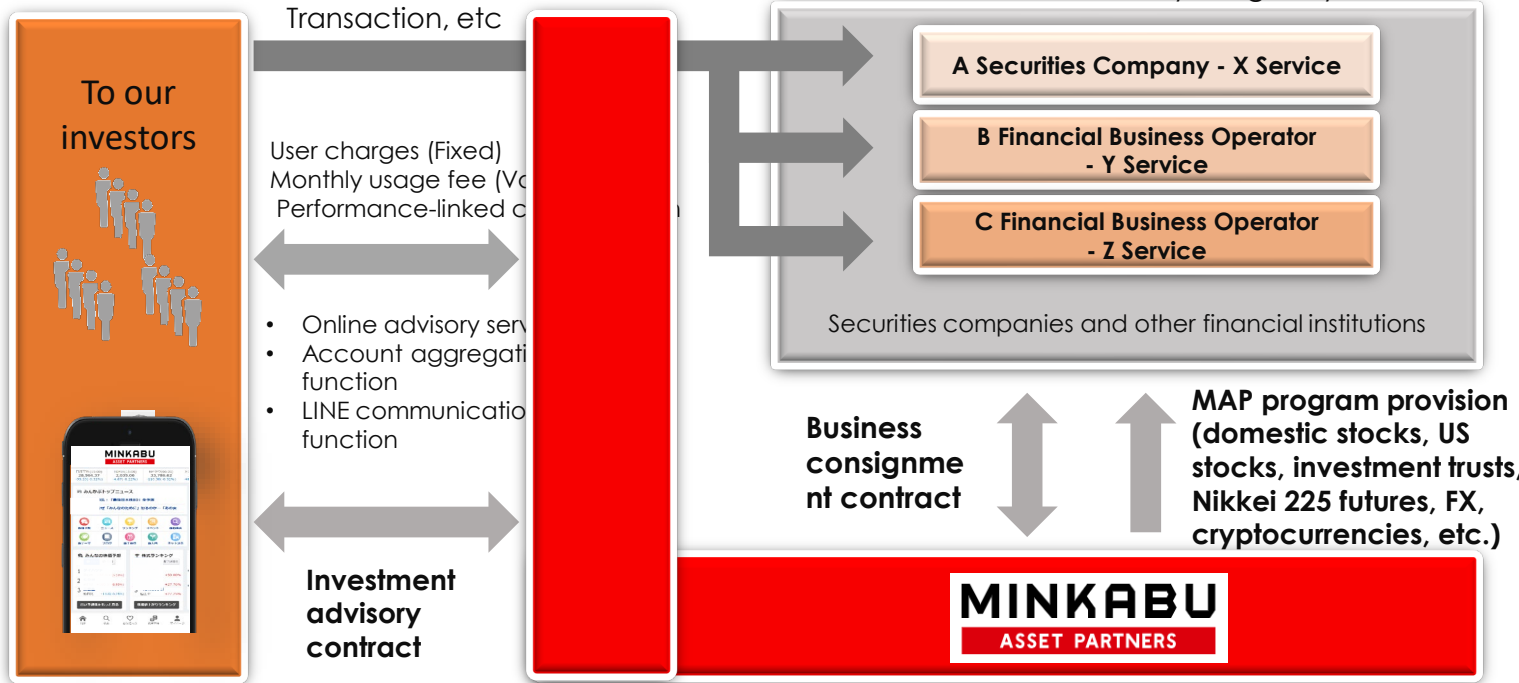 Transaction, etc
To our
investors
User charges (Fixed)
Monthly usage fee
Performance-linked
• Online advisory
• Account
function
• LINE
function
Investment
advisory
contract
A Securities Company - X Service
B Financial Business Operator
- Y Service
C Financial Business Operator
- Z Service
Securities companies and other financial institutions
Business
consignme
nt contract
MAP program provision
(domestic stocks, US
stocks, investment trusts,
Nikkei 225 futures, FX,
cryptocurrencies, etc.)
MINKABU
ASSET PARTNERS
MINKABU
ASSET PARTNERS